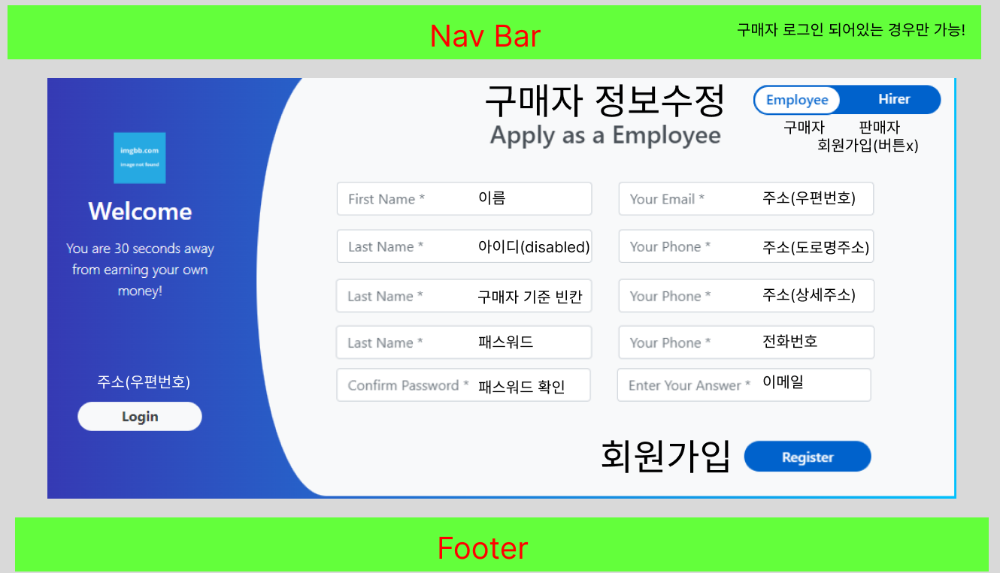 Nav Bar
구매자 로그인 되어있는 경우만 가능!
imgbb.com
image not found
Welcome
You are 30 seconds away
from earning your own
money!
주소(우편번호)
Login
구매자 정보수정
Apply as a Employee
Employee Hirer
구매자 판매자
회원가입(버튼x)
First Name * 이름
Your Email * 주소(우편번호)
Last Name * 아이디(disabled)
Your Phone * 주소(도로명주소)
Last Name * 구매자 기준 빈칸
Your Phone * 주소(상세주소)
Last Name * 패스워드
Your Phone * 전화번호
Confirm Password * 패스워드 확인
Enter Your Answer * 이메일
회원가입 Register
Footer